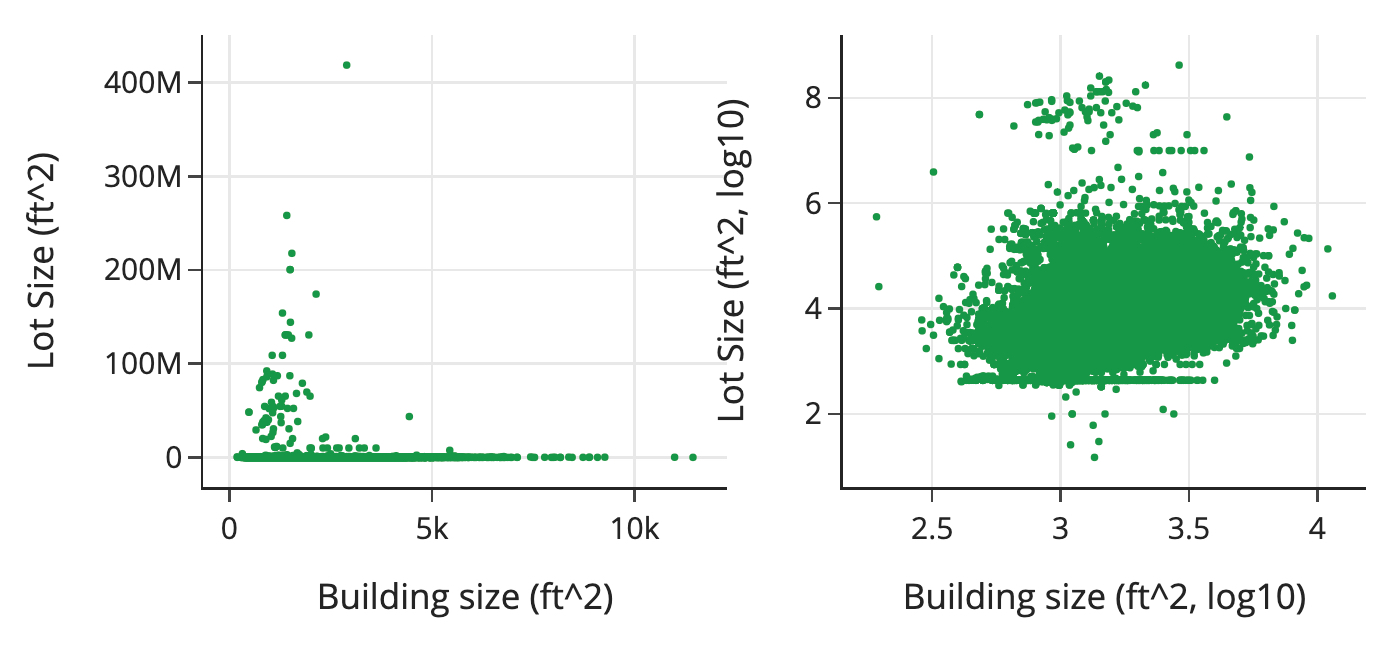 400M
300M
200M
100M
0
Lot Size (ft^2)
0
5k
10k
Building size (ft^2)
8
6
4
2
Lot Size (ft^2, log10)
2.5
3
3.5
4
Building size (ft^2, log10)